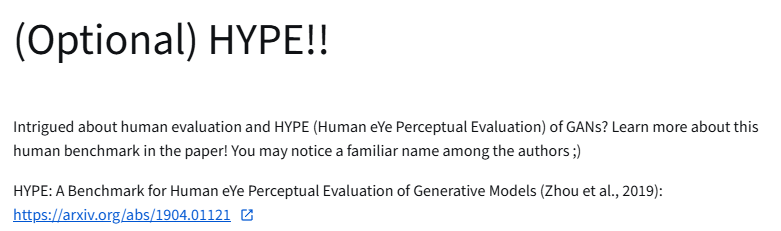 (Optional) HYPE!!
Intrigued about human evaluation and HYPE (Human eYe Perceptual Evaluation) of GANs? Learn more about this
human benchmark in the paper! You may notice a familiar name among the authors ;)
HYPE: A Benchmark for Human eYe Perceptual Evaluation of Generative Models (Zhou et al., 2019):
https://arxiv.org/abs/1904.01121